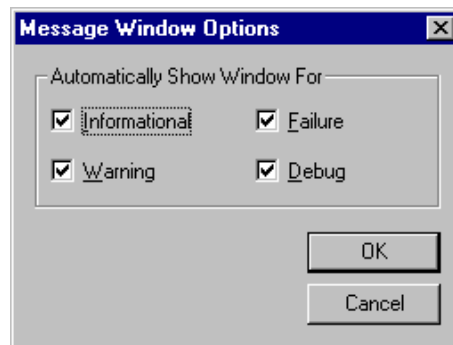 Message Window Options
Automatically Show Window For
Informational
Failure
Warning
Debug
OK
Cancel